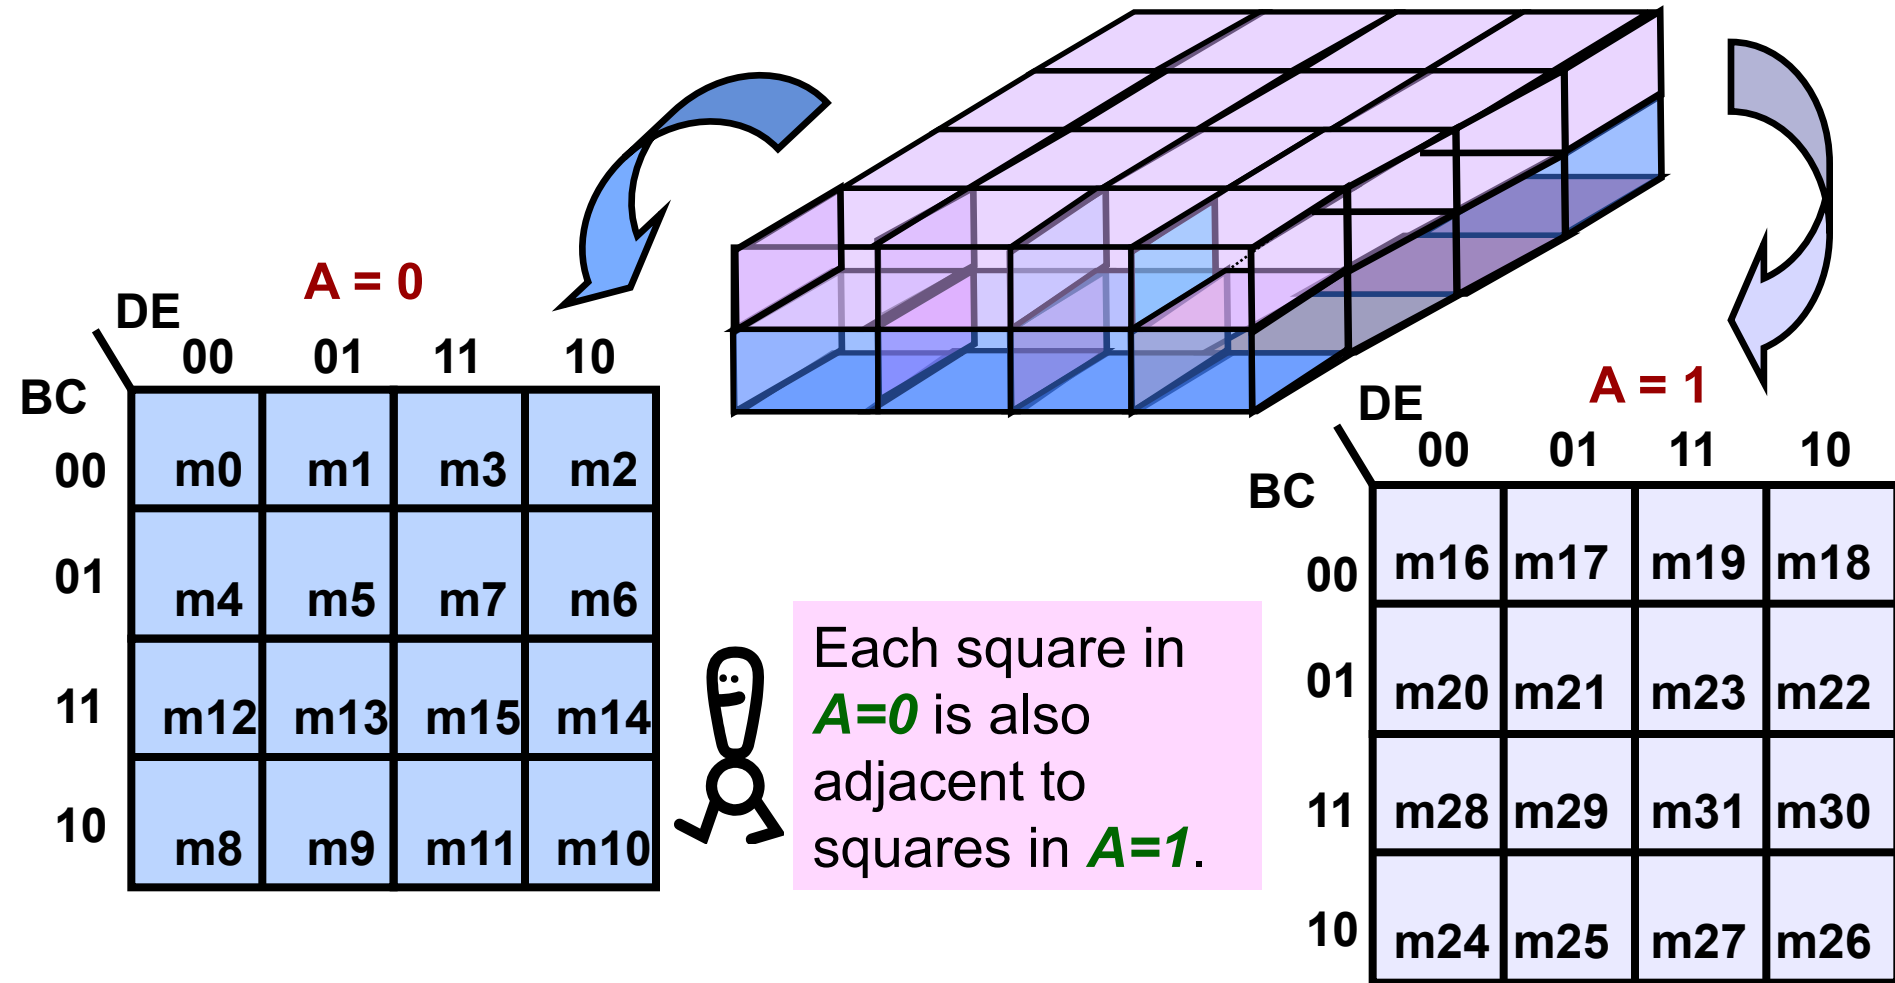 A = 0
DE
00 01 11 10
BC
00 m0 m1 m3 m2
01 m4 m5 m7 m6
11 m12 m13 m15 m14
10 m8 m9 m11 m10
Each square in
A=0 is also
adjacent to
squares in A=1.
A = 1
DE
00 01 11 10
BC
00 m16 m17 m19 m18
01 m20 m21 m23 m22
11 m28 m29 m31 m30
10 m24 m25 m27 m26